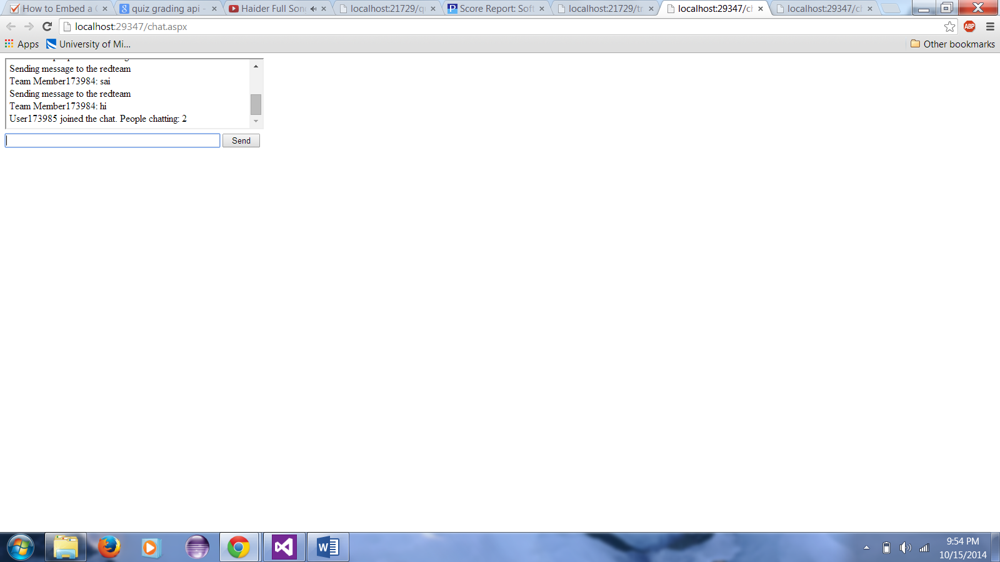 How to Embed a
quiz grading api -
Haider Full Son
localhost:21729/q
Score Report: Soft
localhost:21729/tr
localhost:29347/c
localhost:29347/c
localhost:29347/chat.aspx
ABP
Apps
University of Mi...
Other bookmarks
Sending message to the redteam
Team Member173984: sai
Sending message to the redteam
Team Member173984: hi
User173985 joined the chat. People chatting: 2
Send
9:54 PM
10/15/2014